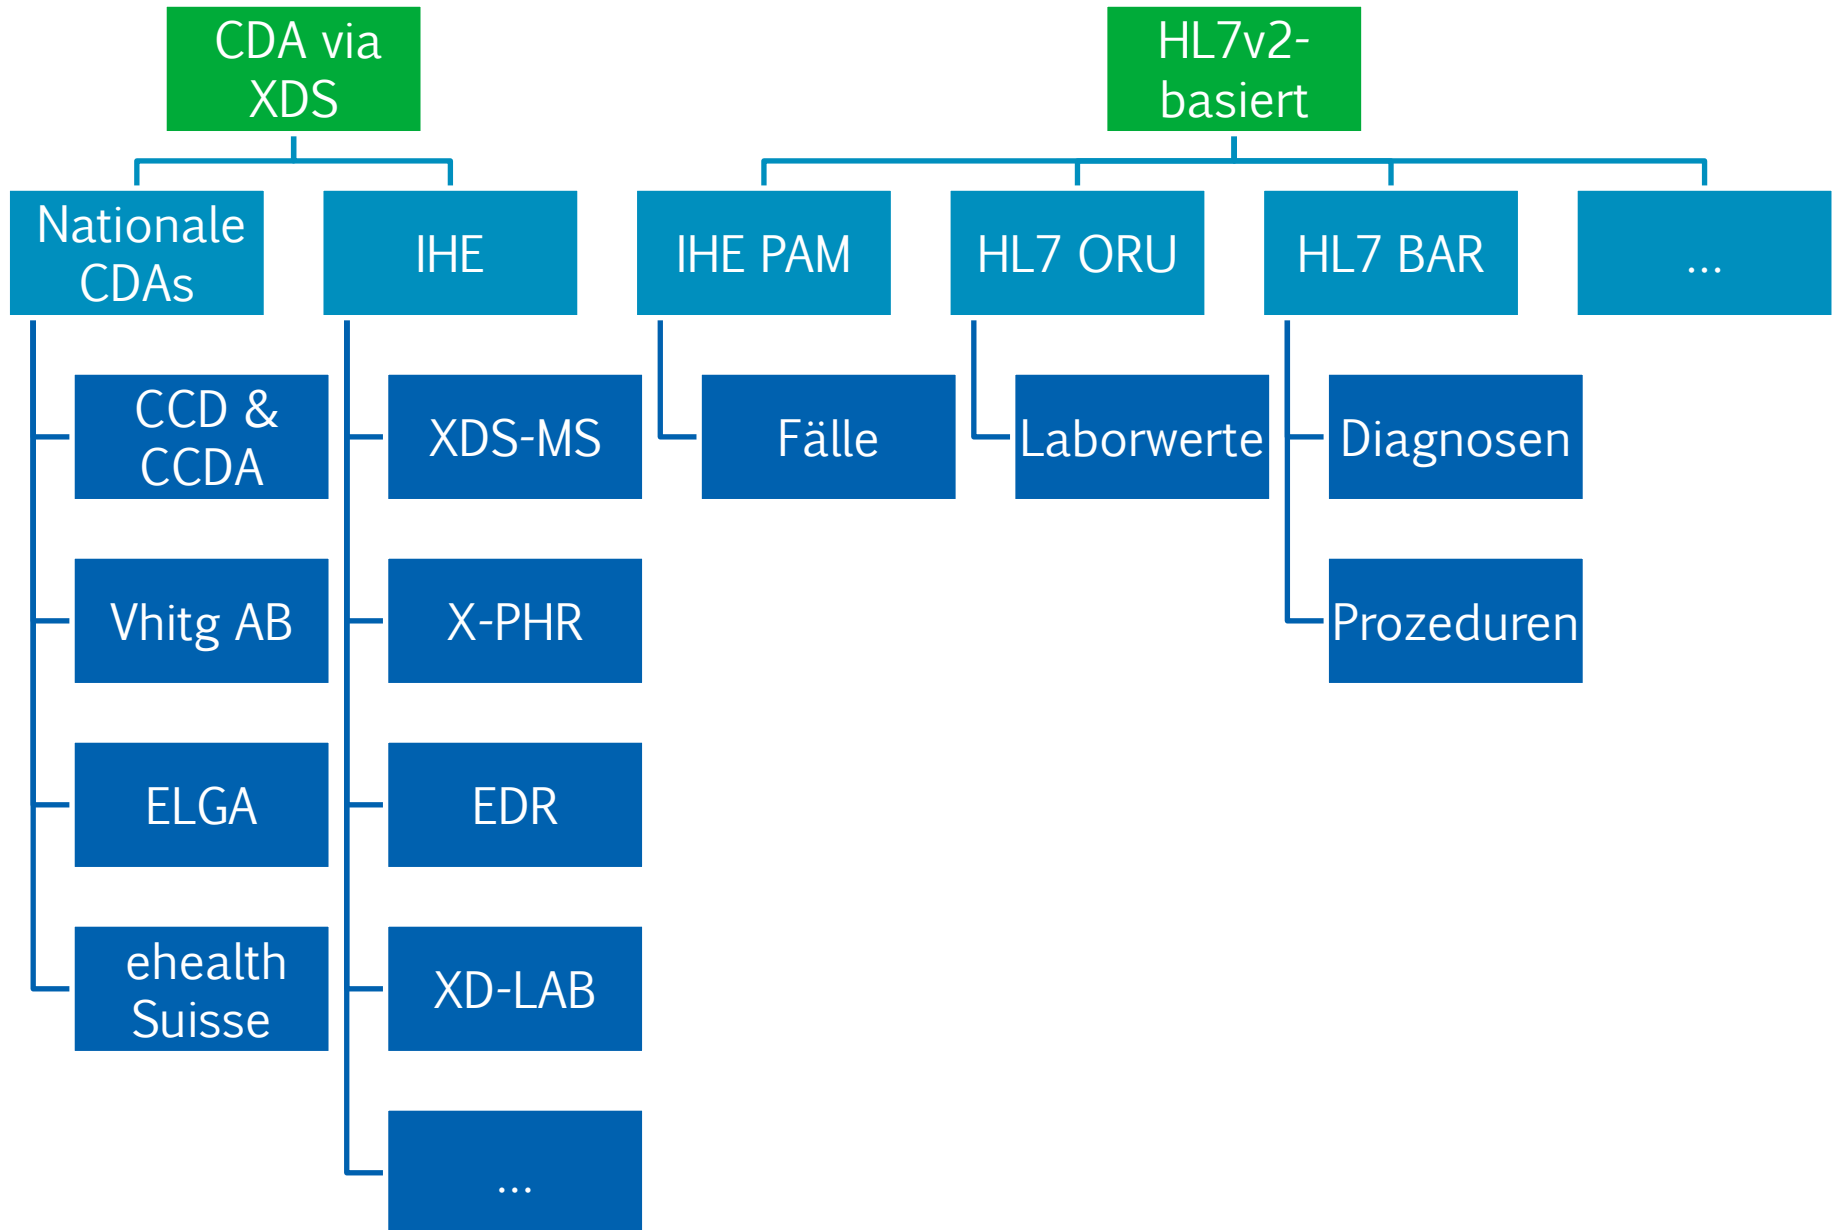 CDA via
XDS
HL7v2-
basiert
Nationale
CDAs
IHE
IHE PAM
HL7 ORU
HL7 BAR
...
CCD &
CCDA
XDS-MS
Fälle
Laborwerte
Diagnosen
Vhitg AB
X-PHR
Prozeduren
ELGA
EDR
ehealth
Suisse
XD-LAB
...